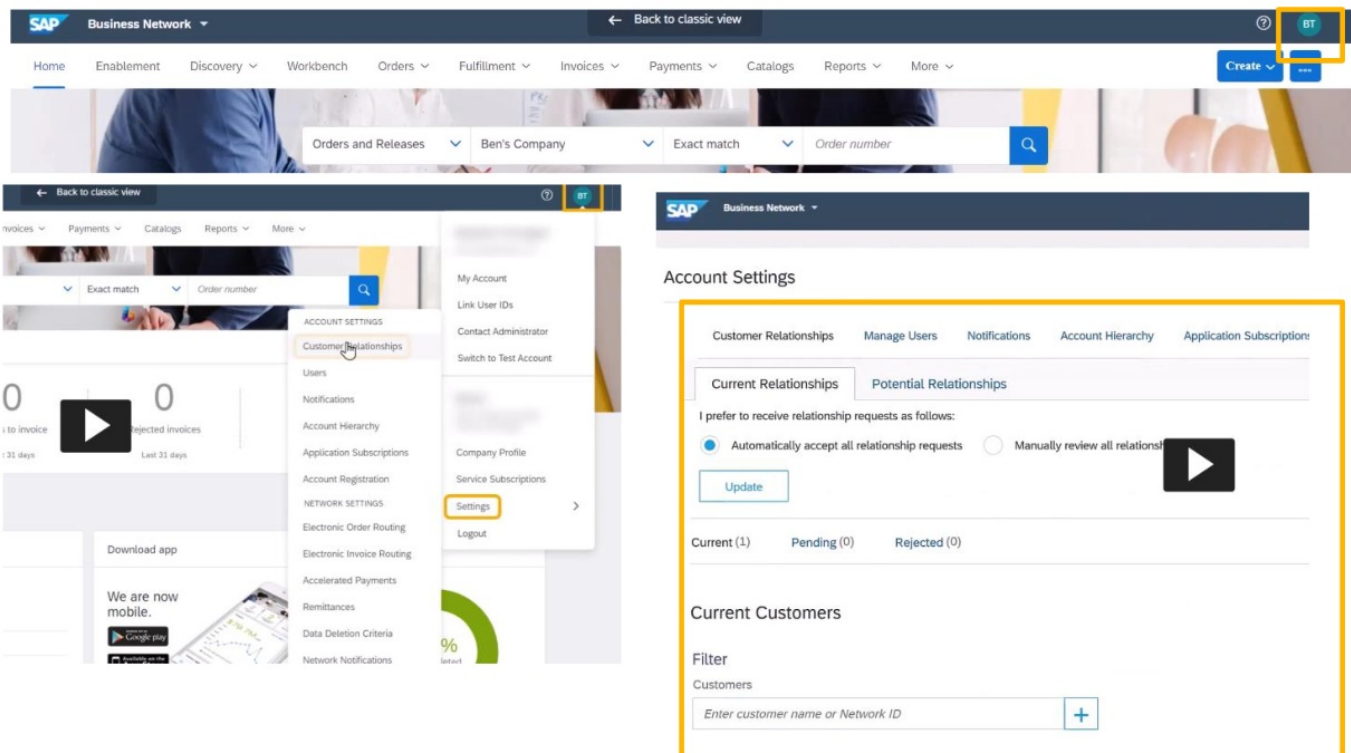 SAP Business Network
← Back to classic view
BT
Home Enablement Discovery Workbench Orders Fulfillment Invoices Payments Catalogs Reports More
Create ...
Orders and Releases Ben's Company Exact match Order number
← Back to classic view
BT
nvoices Payments Catalogs Reports More
Exact match Order number
My Account
Link User IDs
Contact Administrator
Switch to Test Account
Company Profile
Service Subscriptions
Settings
Logout
ACCOUNT SETTINGS
Customer Relationships
Users
Notifications
Account Hierarchy
Application Subscriptions
Account Registration
NETWORK SETTINGS
Electronic Order Routing
Electronic Invoice Routing
Accelerated Payments
Remittances
Data Deletion Criteria
Network Notifications
0 0
s to invoice Rejected invoices
31 days Last 31 days
Download app
We are now
mobile.
Google play
Available on the
%
SAP Business Network
Account Settings
Customer Relationships Manage Users Notifications Account Hierarchy Application Subscriptions
Current Relationships Potential Relationships
I prefer to receive relationship requests as follows:
Automatically accept all relationship requests Manually review all relationsh
Update
Current (1) Pending (0) Rejected (0)
Current Customers
Filter
Customers
Enter customer name or Network ID
+